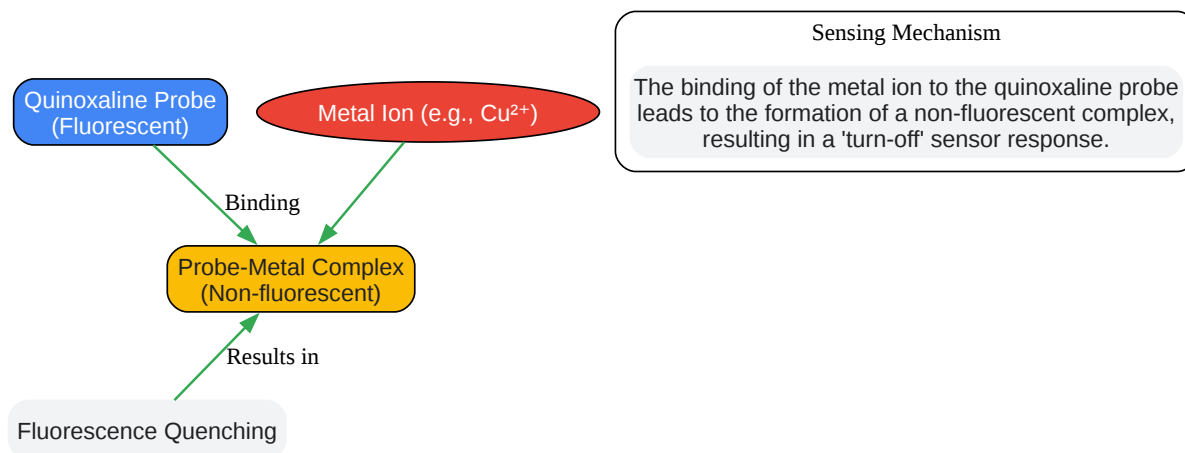 Sensing Mechanism
The binding of the metal ion to the quinoxaline probe
leads to the formation of a non-fluorescent complex,
resulting in a 'turn-off' sensor response.
Quinoxaline Probe
(Fluorescent)
Metal Ion (e.g., Cu²⁺)
Binding
Probe-Metal Complex
(Non-fluorescent)
Results in
Fluorescence Quenching